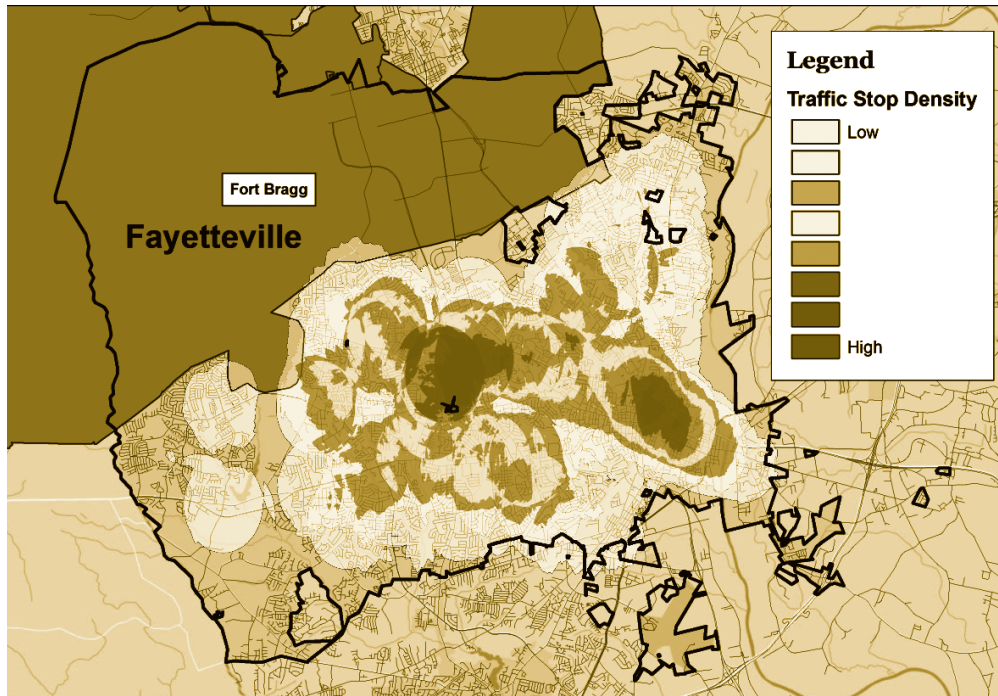 Legend
Traffic Stop Density
Low
High
Fort Bragg
Fayetteville